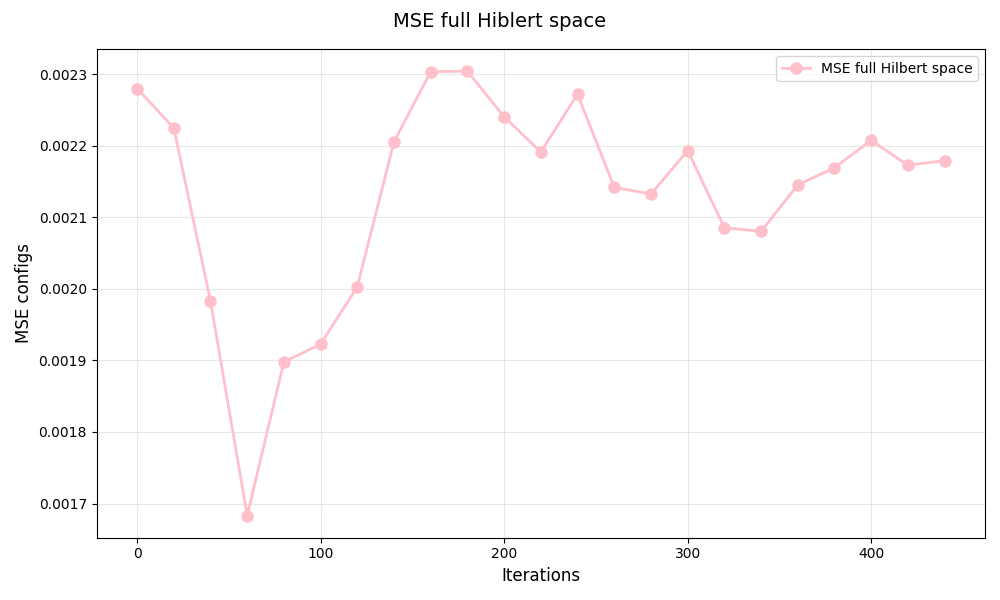 MSE full Hiblert space
MSE full Hilbert space
0.0023
0.0022
0.0021
0.0020
0.0019
0.0018
0.0017
MSE configs
0 100 200 300 400
Iterations